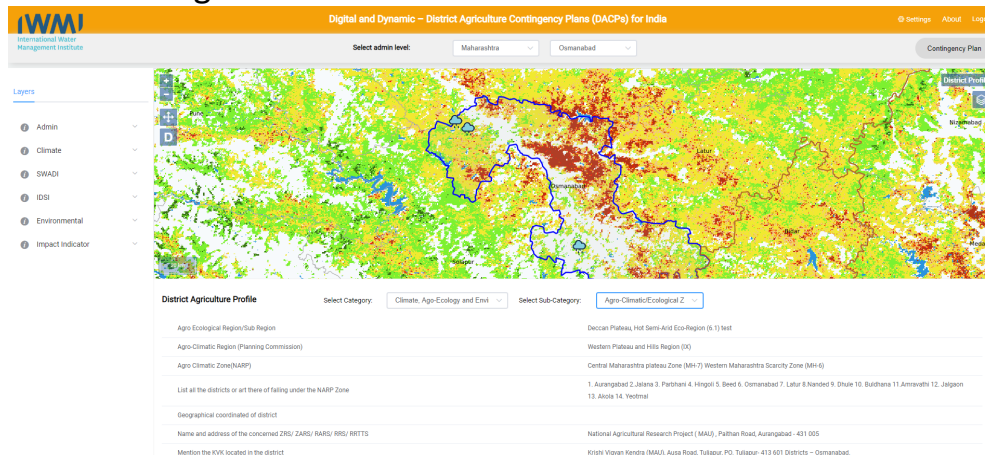 IWMI
International Water
Management Institute
Digital and Dynamic – District Agriculture Contingency Plans (DACPs) for India
Settings About
Select admin level: Maharashtra Osmanabad
Contingency Plan
Layers
Admin
Climate
SWADI
IDSI
Environmental
Impact Indicator
+
−
D
District Profil
Pune
Nizamabad
Latur
Osmanabad
Bidar
Solapur
Meda
District Agriculture Profile Select Category: Climate, Ago-Ecology and Envi Select Sub-Category: Agro-Climatic/Ecological Z
Agro Ecological Region/Sub Region Deccan Plateau, Hot Semi-Arid Eco-Region (6.1) test
Agro-Climatic Region (Planning Commission) Western Plateau and Hills Region (IX)
Agro Climatic Zone(NARP) Central Maharashtra plateau Zone (MH-7) Western Maharashtra Scarcity Zone (MH-6)
List all the districts or art there of falling under the NARP Zone 1. Aurangabad 2.Jalana 3. Parbhani 4. Hingoli 5. Beed 6. Osmanabad 7. Latur 8.Nanded 9. Dhule 10. Buldhana 11.Amravathi 12. Jalgaon
13. Akola 14. Yeotmal
Geographical coordinated of district
Name and address of the concerned ZRS/ ZARS/ RARS/ RRS/ RRTTS National Agricultural Research Project ( MAU) , Paithan Road, Aurangabad - 431 005
Mention the KVK located in the district Krishi Vigyan Kendra (MAU), Ausa Road, Tuljapur, PO. Tuljapur- 413 601 Districts – Osmanabad.